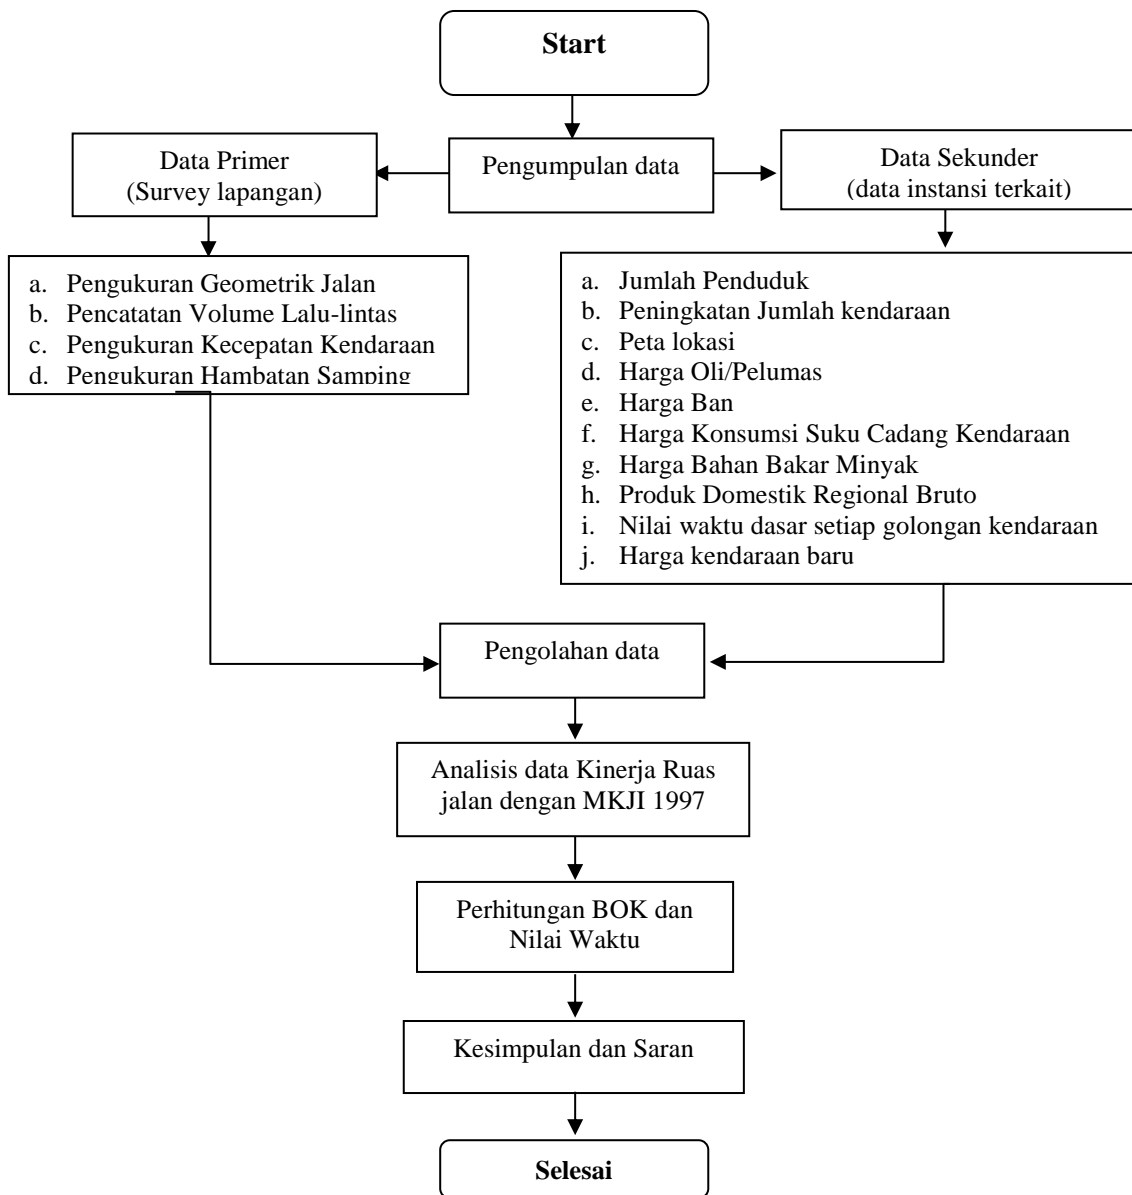 Start
Pengumpulan data
Data Primer
(Survey lapangan)
Data Sekunder
(data instansi terkait)
a. Pengukuran Geometrik Jalan
b. Pencatatan Volume Lalu-lintas
c. Pengukuran Kecepatan Kendaraan
d. Pengukuran Hambatan Samping
a. Jumlah Penduduk
b. Peningkatan Jumlah kendaraan
c. Peta lokasi
d. Harga Oli/Pelumas
e. Harga Ban
f. Harga Konsumsi Suku Cadang Kendaraan
g. Harga Bahan Bakar Minyak
h. Produk Domestik Regional Bruto
i. Nilai waktu dasar setiap golongan kendaraan
j. Harga kendaraan baru
Pengolahan data
Analisis data Kinerja Ruas
jalan dengan MKJI 1997
Perhitungan BOK dan
Nilai Waktu
Kesimpulan dan Saran
Selesai